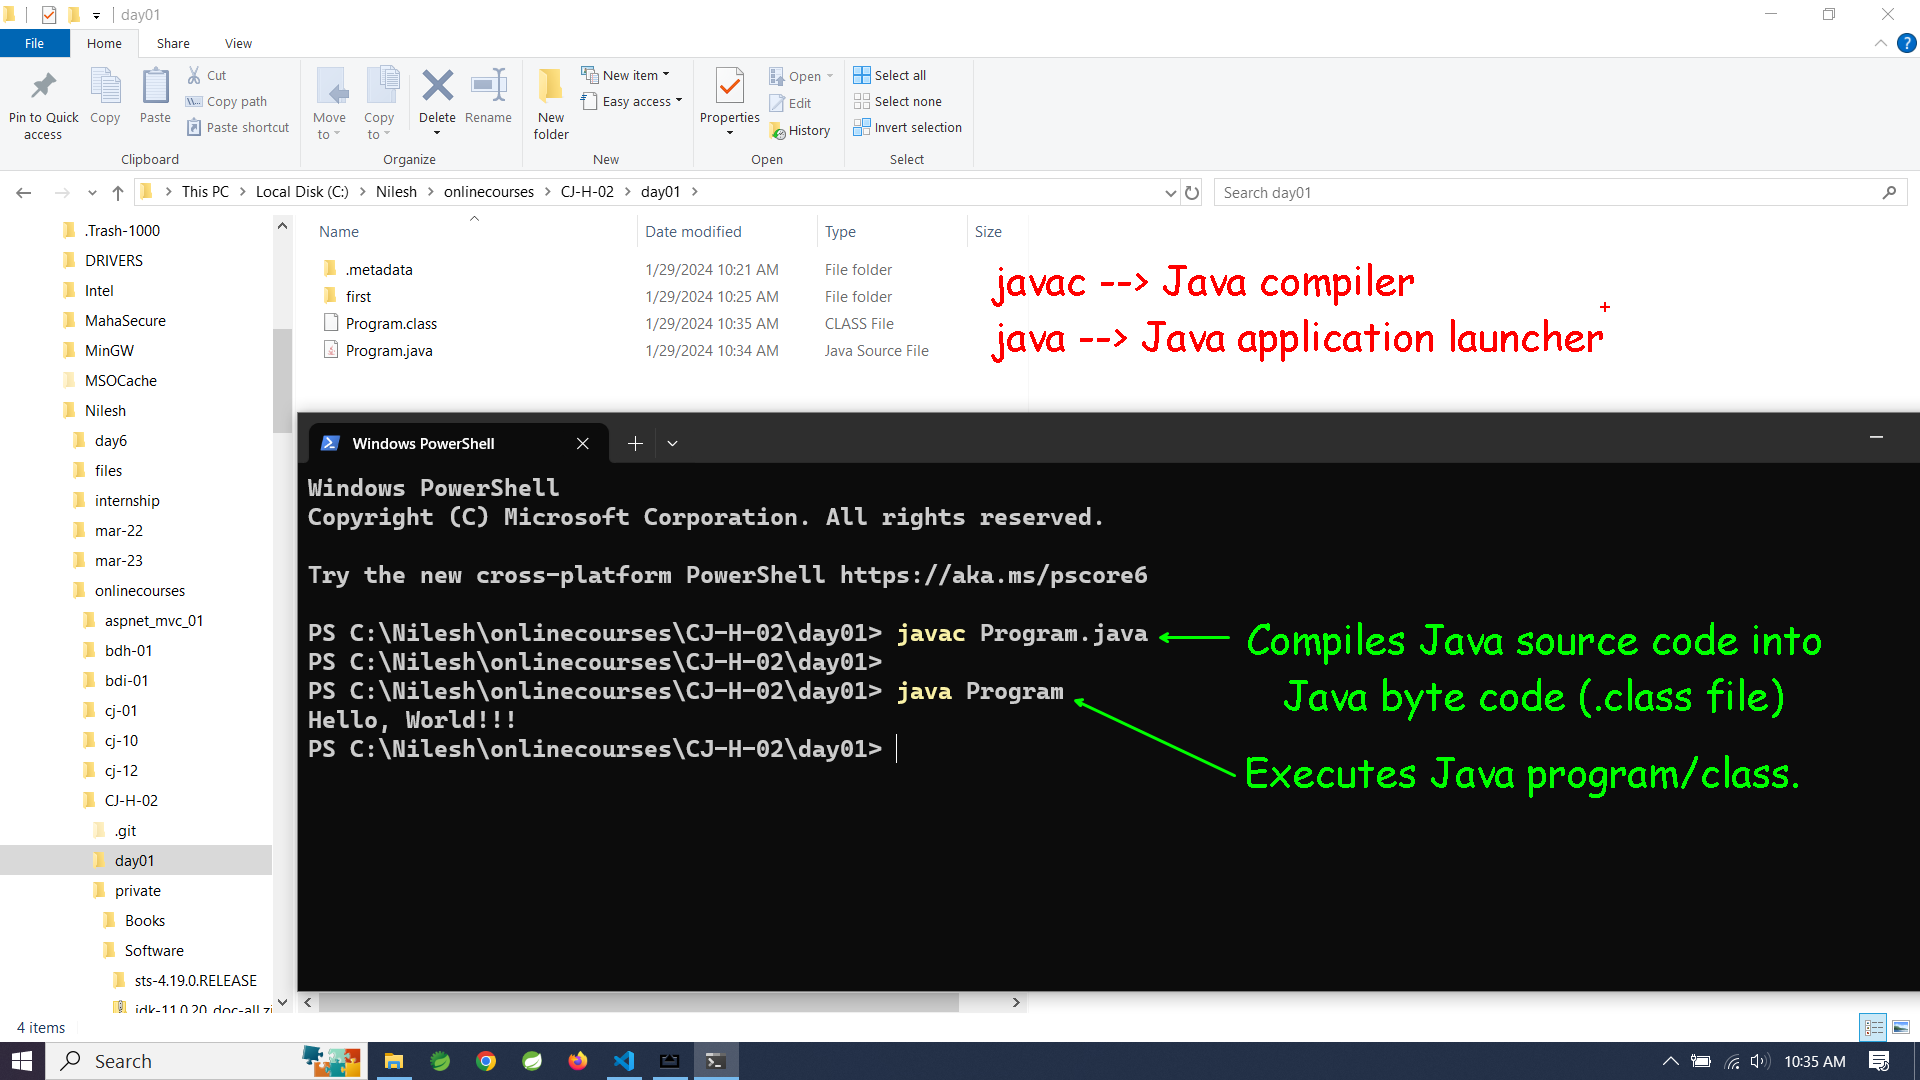 day01
File Home Share View
Pin to Quick access
Copy
Paste
Cut
Copy path
Paste shortcut
Clipboard
Move to
Copy to
Delete
Rename
Organize
New folder
New item
Easy access
New
Properties
Open
Edit
History
Open
Select all
Select none
Invert selection
Select
This PC > Local Disk (C:) > Nilesh > onlinecourses > CJ-H-02 > day01 >
Search day01
.Trash-1000
DRIVERS
Intel
MahaSecure
MinGW
MSOCache
Nilesh
day6
files
internship
mar-22
mar-23
onlinecourses
aspnet_mvc_01
bdh-01
bdi-01
cj-01
cj-10
cj-12
CJ-H-02
.git
day01
private
Books
Software
sts-4.19.0.RELEASE
jdk-11.0.20_doc-all.zi
Name Date modified Type Size
.metadata 1/29/2024 10:21 AM File folder
first 1/29/2024 10:25 AM File folder
Program.class 1/29/2024 10:35 AM CLASS File
Program.java 1/29/2024 10:34 AM Java Source File
javac --> Java compiler
java --> Java application launcher
Windows PowerShell
Windows PowerShell
Copyright (C) Microsoft Corporation. All rights reserved.
Try the new cross-platform PowerShell https://aka.ms/pscore6
PS C:\Nilesh\onlinecourses\CJ-H-02\day01> javac Program.java
PS C:\Nilesh\onlinecourses\CJ-H-02\day01>
PS C:\Nilesh\onlinecourses\CJ-H-02\day01> java Program
Hello, World!!!
PS C:\Nilesh\onlinecourses\CJ-H-02\day01>
Compiles Java source code into
Java byte code (.class file)
Executes Java program/class.
4 items
Search
10:35 AM